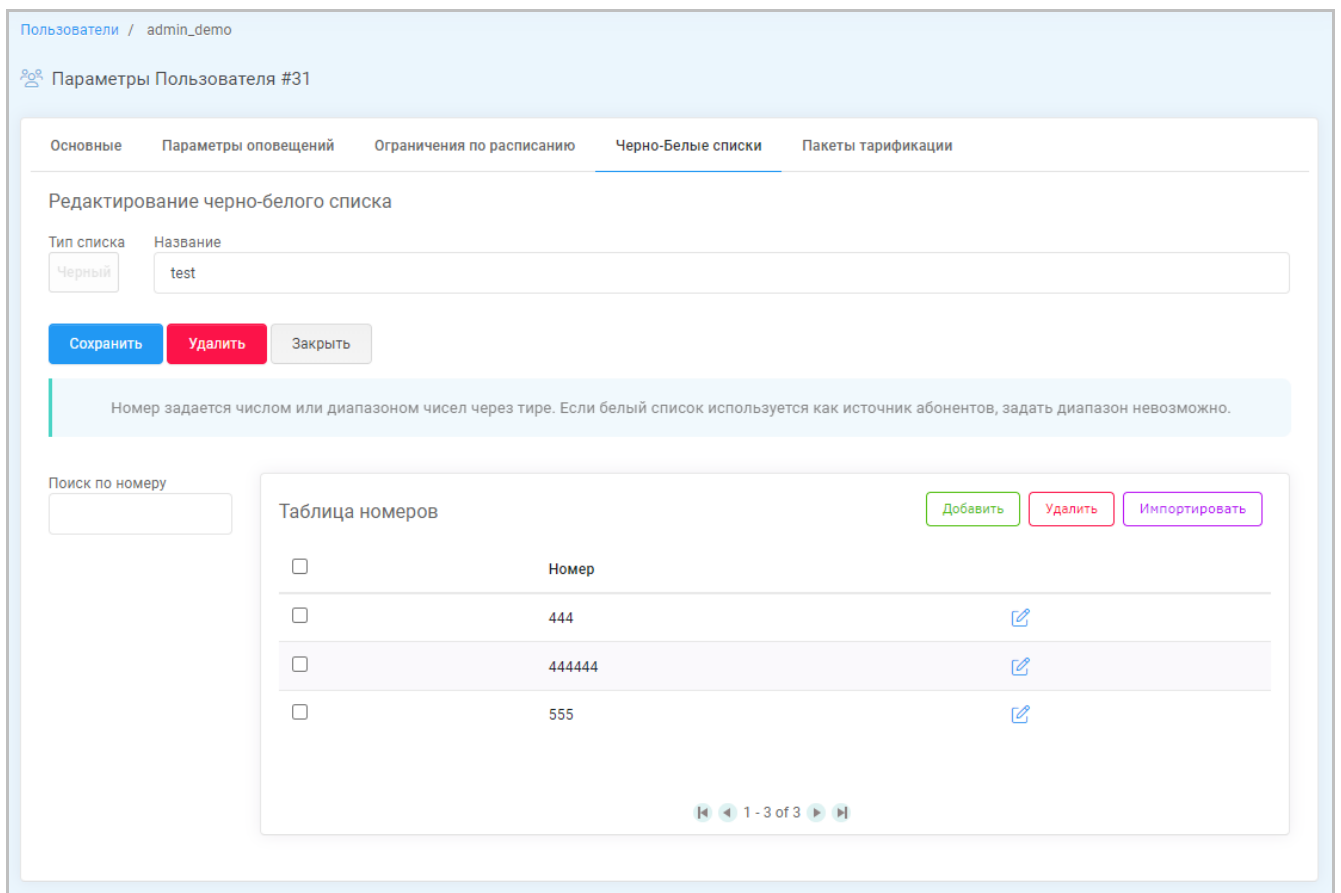 Пользователи / admin_demo
Параметры Пользователя #31
Основные Параметры оповещений Ограничения по расписанию Черно-Белые списки Пакеты тарификации
Редактирование черно-белого списка
Тип списка Название
Черный test
Сохранить Удалить Закрыть
Номер задается числом или диапазоном чисел через тире. Если белый список используется как источник абонентов, задать диапазон невозможно.
Поиск по номеру
Таблица номеров Добавить Удалить Импортировать
Номер
444
444444
555
1 - 3 of 3